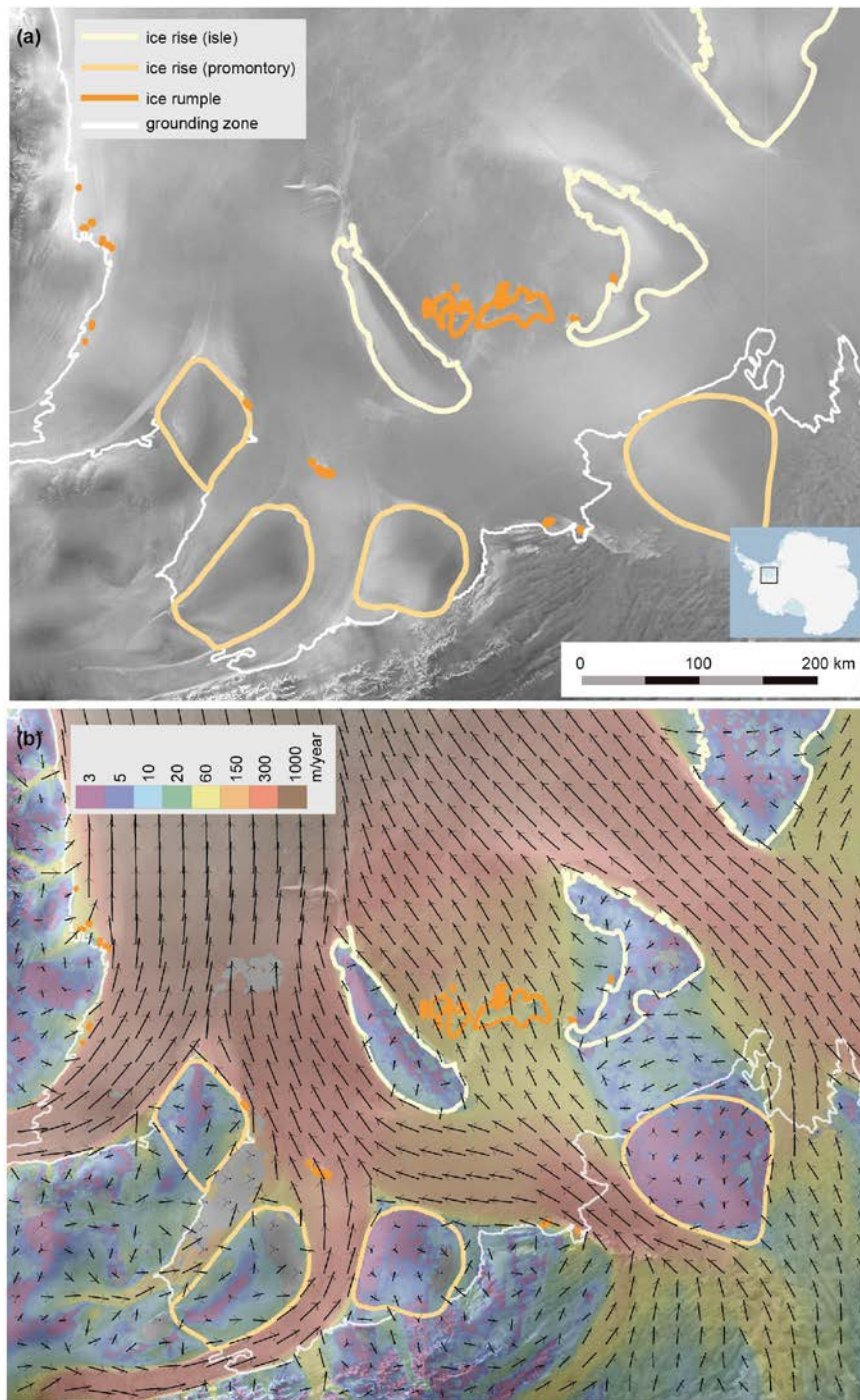 (a)
ice rise (isle)
ice rise (promontory)
ice rumple
grounding zone
0 100 200 km
(b)
3 5 10 20 60 150 300 1000 m/year